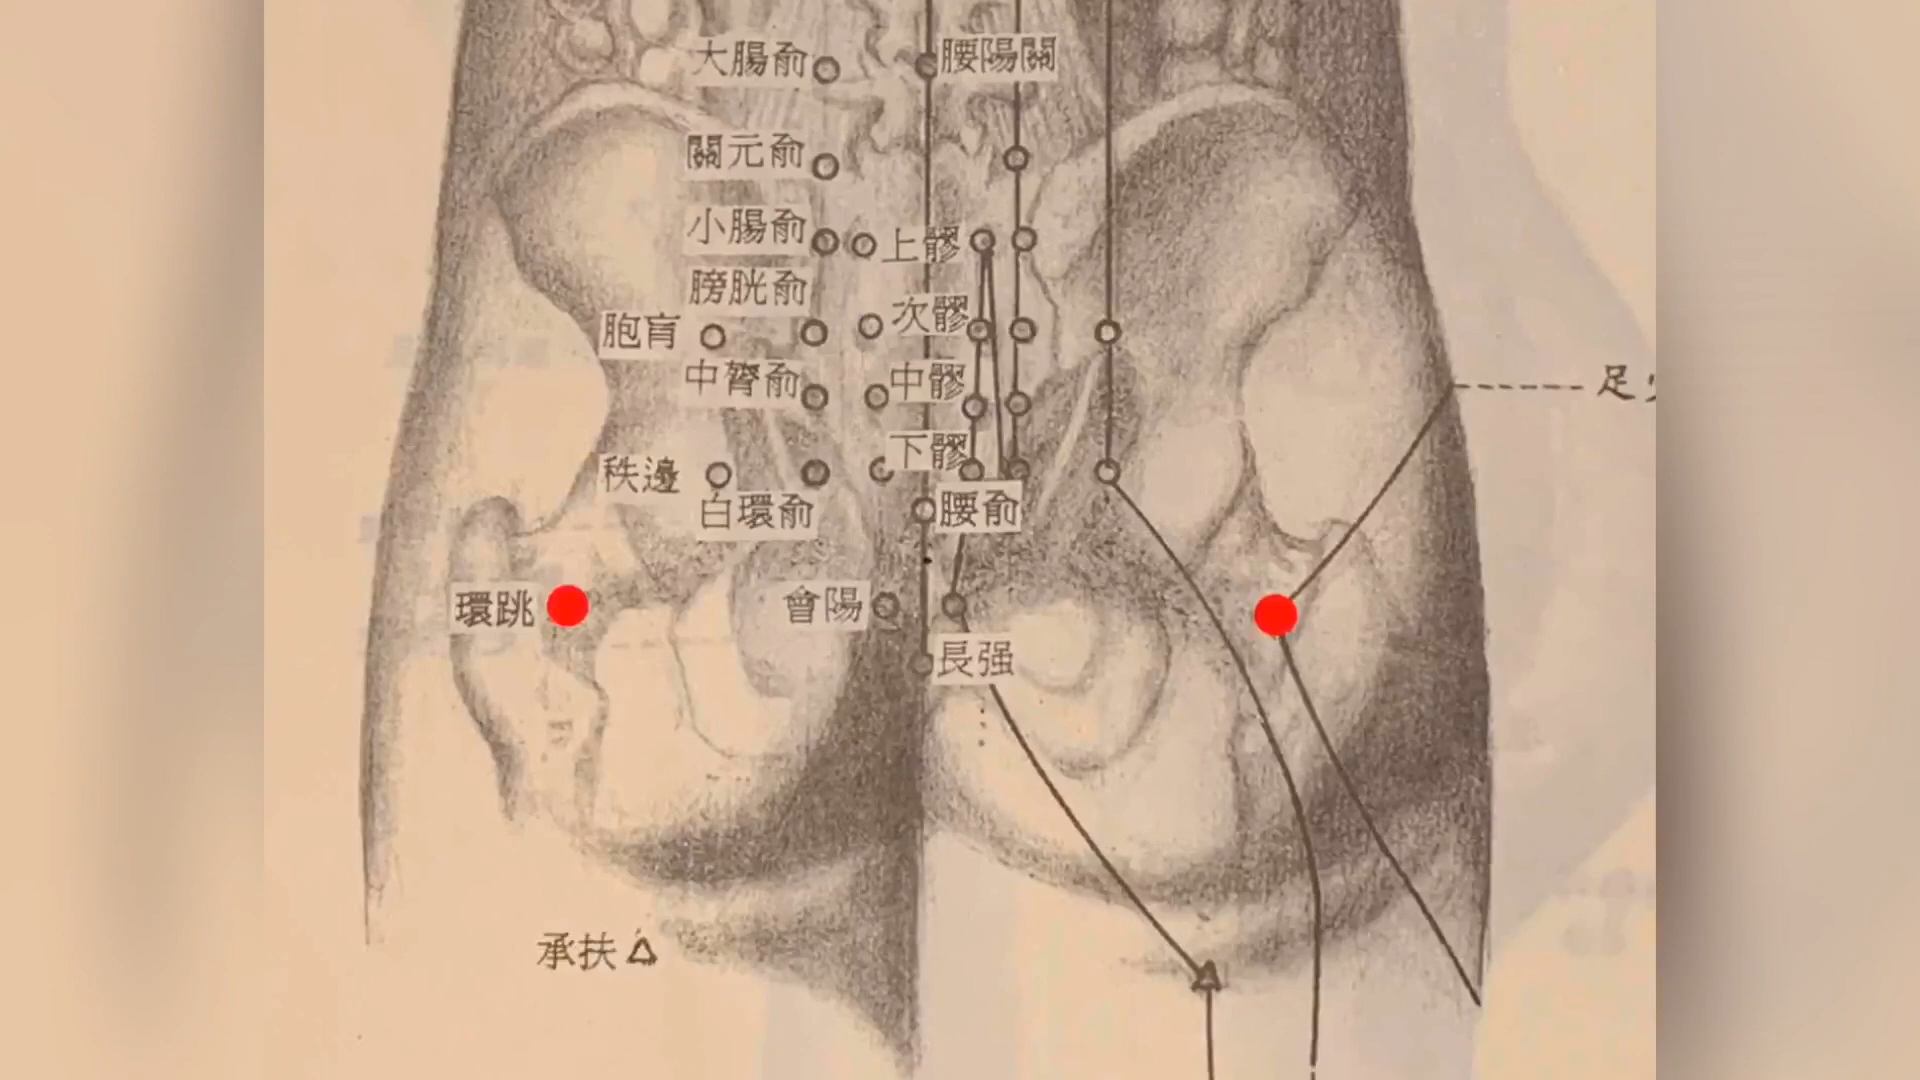 大腸俞
腰陽關
關元俞
小腸俞
上髎
膀胱俞
次髎
胞肓
中膂俞
中髎
足少
下髎
秩邊
白環俞
腰俞
環跳
會陽
長强
承扶